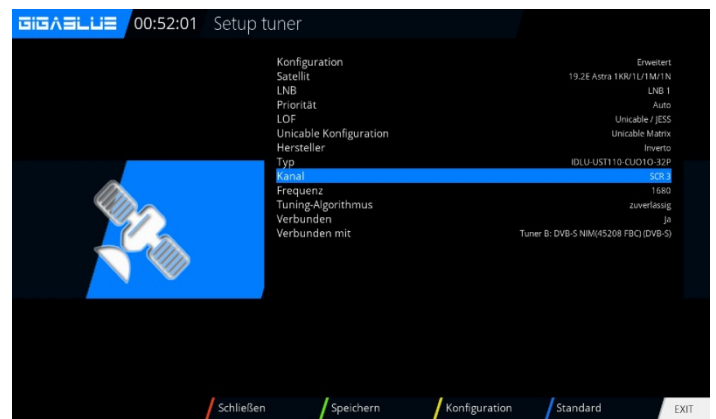 GIGABLUE 00:52:01 Setup tuner
Konfiguration Erweitert
Satellit 19.2E Astra 1KR/1L/1M/1N
LNB LNB 1
Priorität Auto
LOF Unicable / JESS
Unicable Konfiguration Unicable Matrix
Hersteller Inverto
Typ IDLU-UST110-CUO1O-32P
Kanal SCR 3
Frequenz 1680
Tuning-Algorithmus zuverlässig
Verbunden Ja
Verbunden mit Tuner B: DVB-S NIM(45208 FBC) (DVB-S)
Schließen Speichern Konfiguration Standard EXIT